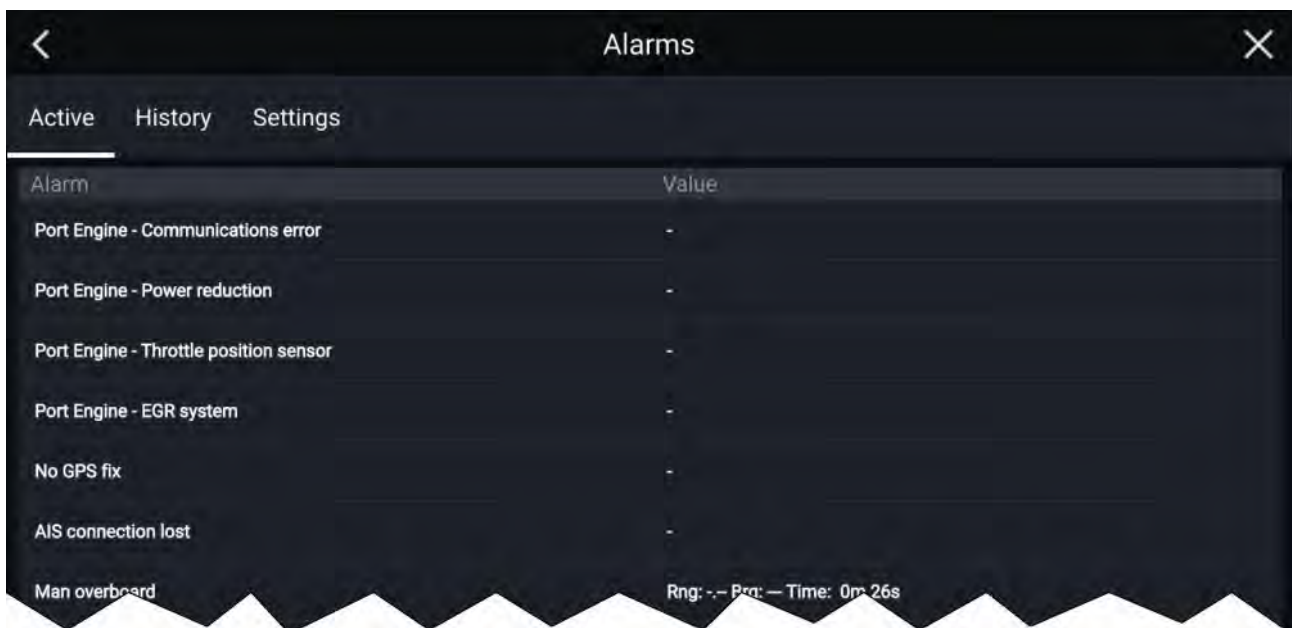 Alarms
Active History Settings
Alarm Value
Port Engine - Communications error -
Port Engine - Power reduction -
Port Engine - Throttle position sensor -
Port Engine - EGR system -
No GPS fix -
AIS connection lost -
Man overboard Rng: -.-- Brg: --- Time: 0m 26s